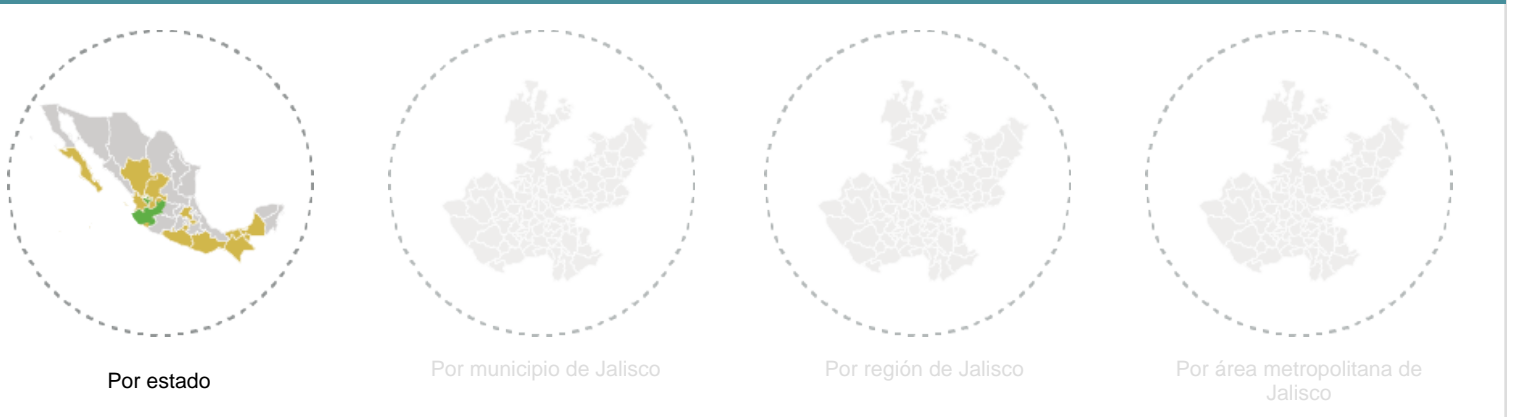 Por estado
Por municipio de Jalisco
Por región de Jalisco
Por área metropolitana de
Jalisco